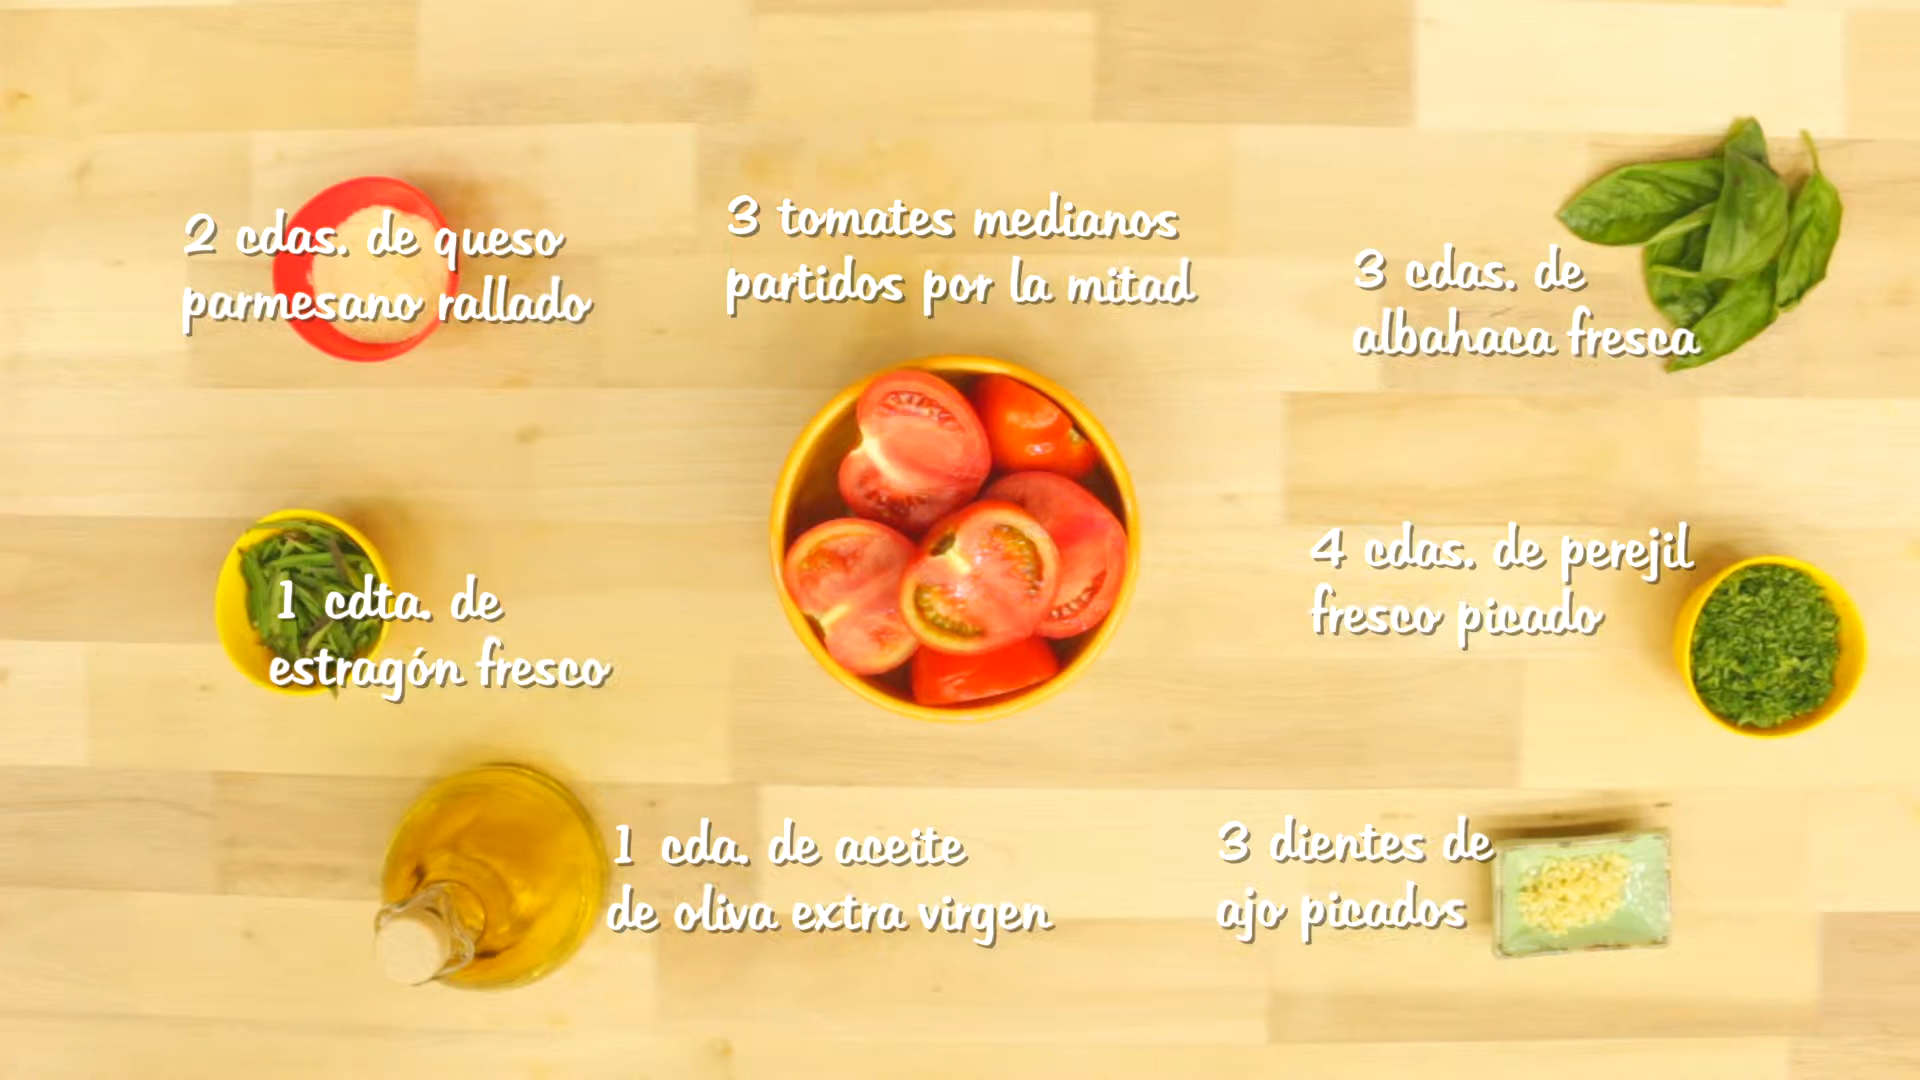 2 cdas. de queso
parmesano rallado
3 tomates medianos
partidos por la mitad
3 cdas. de
albahaca fresca
1 cdta. de
estragón fresco
4 cdas. de perejil
fresco picado
1 cda. de aceite
de oliva extra virgen
3 dientes de
ajo picados